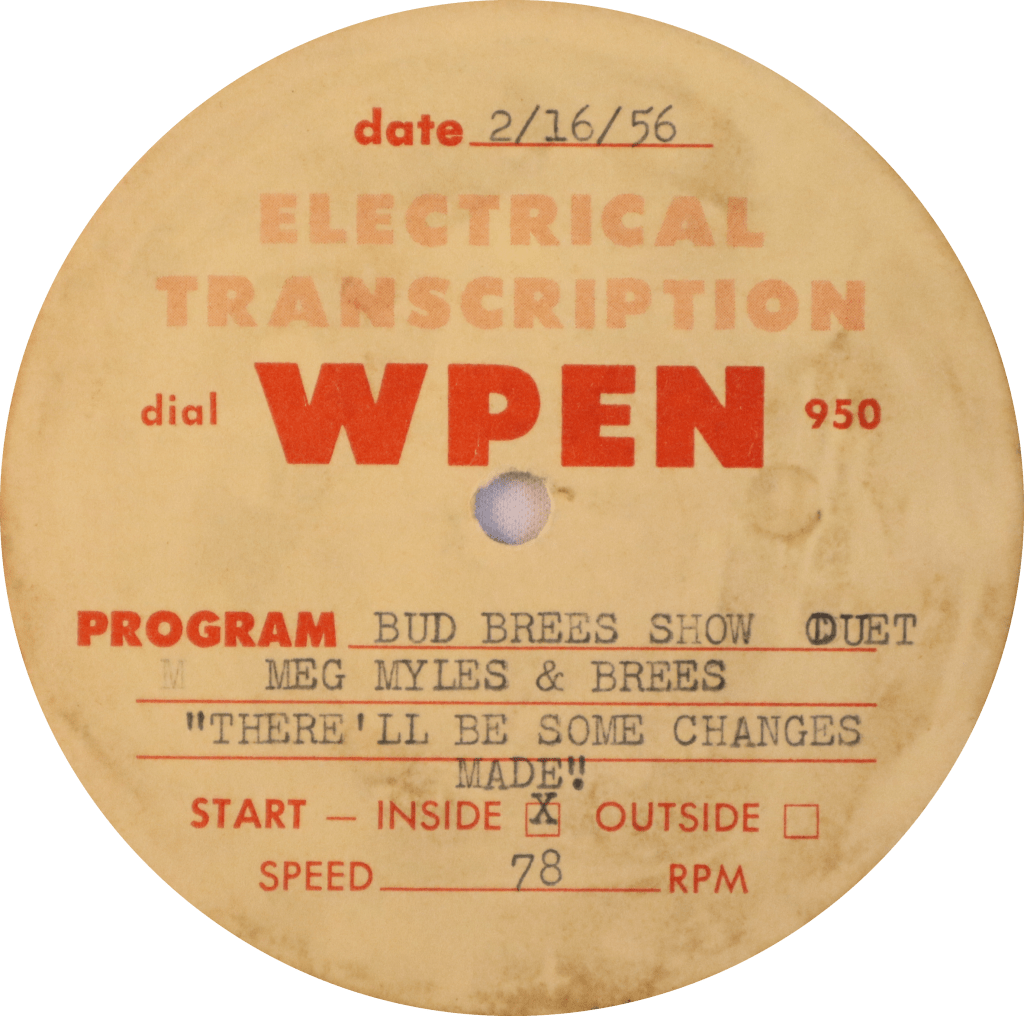 date 2/16/56
ELECTRICAL
TRANSCRIPTION
dial WPEN 950
PROGRAM BUD BREES SHOW DUET
M MEG MYLES & BREES
"THERE'LL BE SOME CHANGES
MADE"
START — INSIDE X OUTSIDE
SPEED 78 RPM